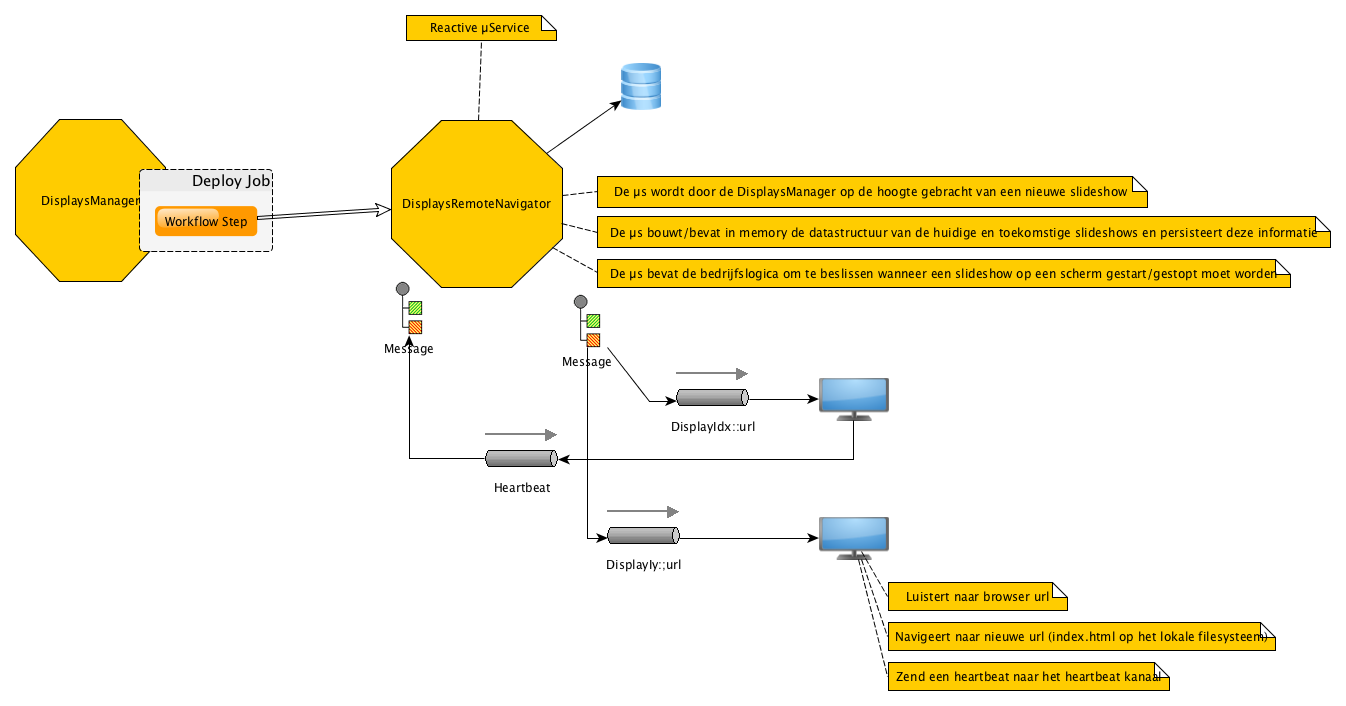 Reactive µService
Deploy Job
DisplaysManager
Workflow Step
DisplaysRemoteNavigator
De µs wordt door de DisplaysManager op de hoogte gebracht van een nieuwe slideshow
De µs bouwt/bevat in memory de datastructuur van de huidige en toekomstige slideshows en persisteert deze informatie
De µs bevat de bedrijfslogica om te beslissen wanneer een slideshow op een scherm gestart/gestopt moet worden
Message
Message
DisplayIdx::url
Heartbeat
DisplayIy:;url
Luistert naar browser url
Navigeert naar nieuwe url (index.html op het lokale filesysteem)
Zend een heartbeat naar het heartbeat kanaal